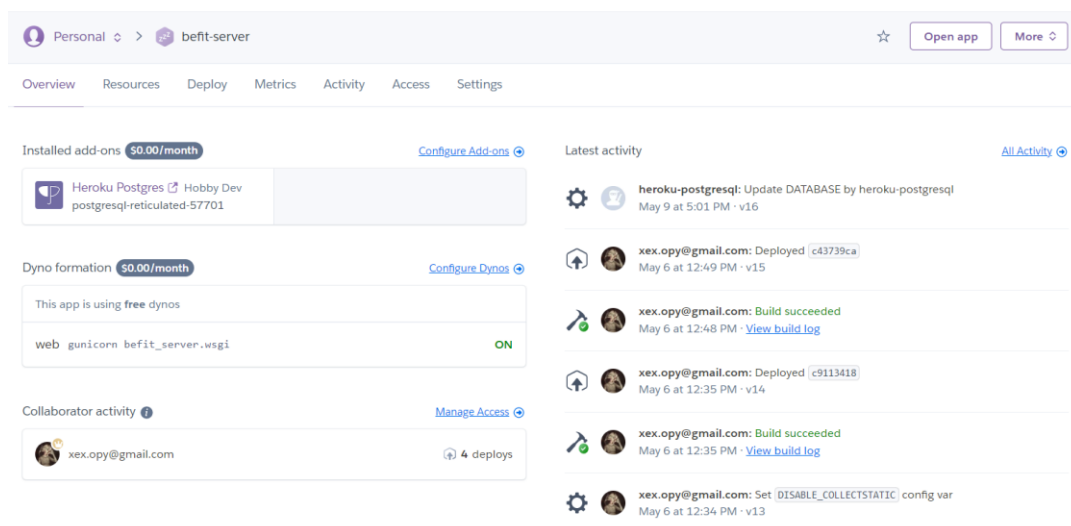 Personal befit-server Open app More
Overview Resources Deploy Metrics Activity Access Settings
Installed add-ons $0.00/month Configure Add-ons
Heroku Postgres Hobby Dev
postgresql-reticulated-57701
Dyno formation $0.00/month Configure Dynos
This app is using free dynos
web gunicorn befit_server.wsgi ON
Collaborator activity Manage Access
xex.opy@gmail.com 4 deploys
Latest activity All Activity
heroku-postgresql: Update DATABASE by heroku-postgresql
May 9 at 5:01 PM · v16
xex.opy@gmail.com: Deployed c43739ca
May 6 at 12:49 PM · v15
xex.opy@gmail.com: Build succeeded
May 6 at 12:48 PM · View build log
xex.opy@gmail.com: Deployed c9113418
May 6 at 12:35 PM · v14
xex.opy@gmail.com: Build succeeded
May 6 at 12:35 PM · View build log
xex.opy@gmail.com: Set DISABLE_COLLECTSTATIC config var
May 6 at 12:34 PM · v13